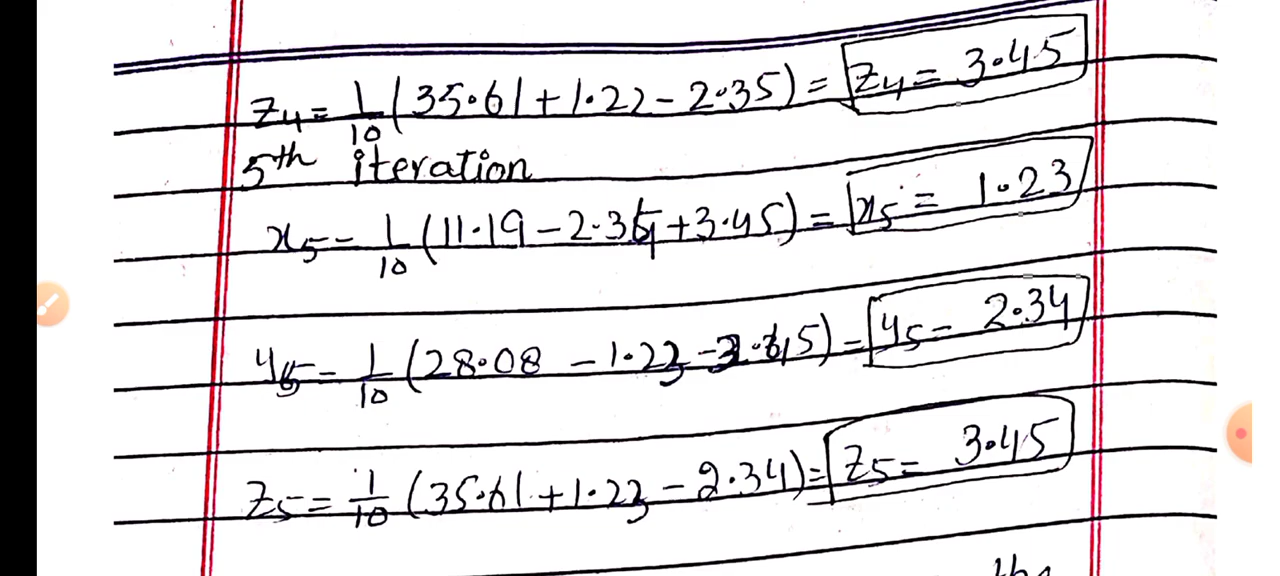 z₄ = 1/10 (35.61 + 1.22 - 2.35) = z₄ = 3.45
5th iteration
x₅ = 1/10 (11.19 - 2.35 + 3.45) = x₅ = 1.23
y₅ = 1/10 (28.08 - 1.23 - 3.45) = y₅ = 2.34
z₅ = 1/10 (35.61 + 1.23 - 2.34) = z₅ = 3.45